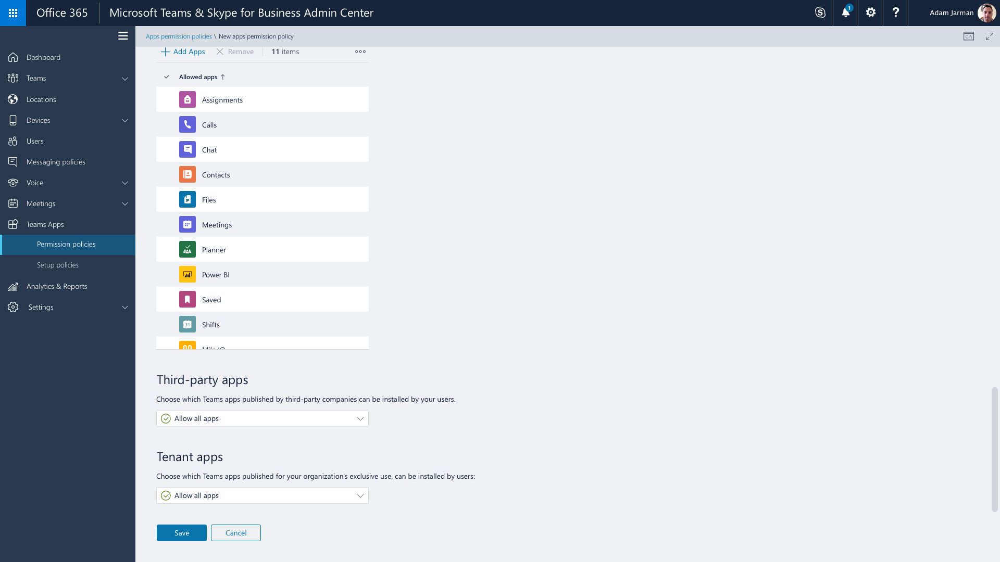 Office 365
Microsoft Teams & Skype for Business Admin Center
1
Adam Jarman
Apps permission policies \ New apps permission policy
C:\
Dashboard
Teams
Locations
Devices
Users
Messaging policies
Voice
Meetings
Teams Apps
Permission policies
Setup policies
Analytics & Reports
Settings
Add Apps
Remove
11 items
Allowed apps
Assignments
Calls
Chat
Contacts
Files
Meetings
Planner
Power BI
Saved
31
Shifts
Third-party apps
Choose which Teams apps published by third-party companies can be installed by your users.
Allow all apps
Tenant apps
Choose which Teams apps published for your organization's exclusive use, can be installed by users:
Allow all apps
Save
Cancel